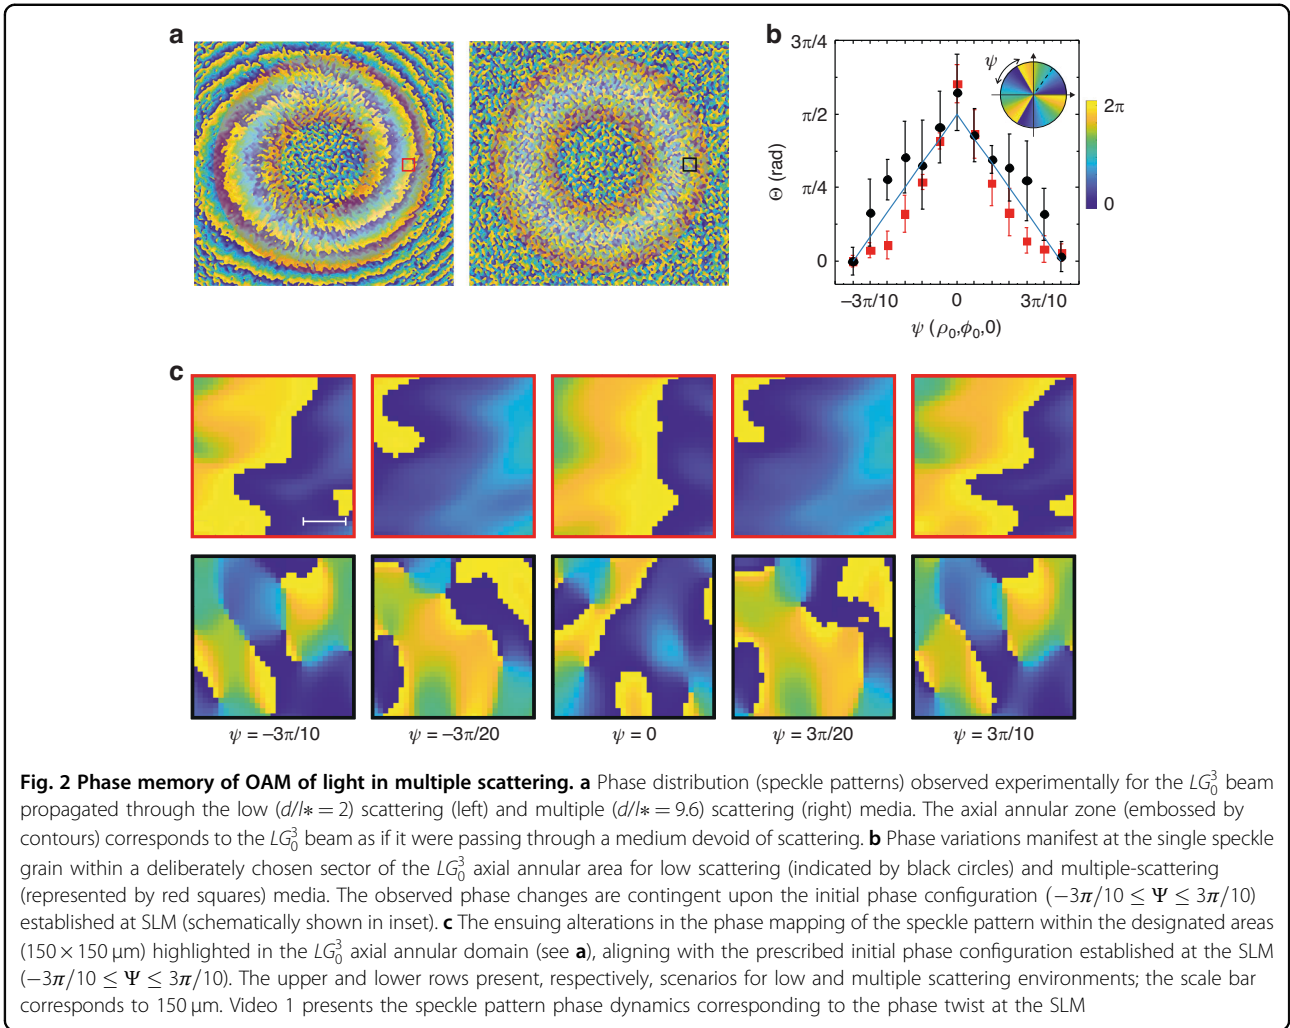 a
b
3π/4
π/2
π/4
0
Θ (rad)
ψ
2π
0
−3π/10 0 3π/10
ψ (ρ₀,ϕ₀,0)
c
ψ = −3π/10 ψ = −3π/20 ψ = 0 ψ = 3π/20 ψ = 3π/10
Fig. 2 Phase memory of OAM of light in multiple scattering. a Phase distribution (speckle patterns) observed experimentally for the LG₀³ beam
propagated through the low (d/l∗ = 2) scattering (left) and multiple (d/l∗ = 9.6) scattering (right) media. The axial annular zone (embossed by
contours) corresponds to the LG₀³ beam as if it were passing through a medium devoid of scattering. b Phase variations manifest at the single speckle
grain within a deliberately chosen sector of the LG₀³ axial annular area for low scattering (indicated by black circles) and multiple-scattering
(represented by red squares) media. The observed phase changes are contingent upon the initial phase configuration (−3π/10 ≤ Ψ ≤ 3π/10)
established at SLM (schematically shown in inset). c The ensuing alterations in the phase mapping of the speckle pattern within the designated areas
(150 × 150 μm) highlighted in the LG₀³ axial annular domain (see a), aligning with the prescribed initial phase configuration established at the SLM
(−3π/10 ≤ Ψ ≤ 3π/10). The upper and lower rows present, respectively, scenarios for low and multiple scattering environments; the scale bar
corresponds to 150 μm. Video 1 presents the speckle pattern phase dynamics corresponding to the phase twist at the SLM